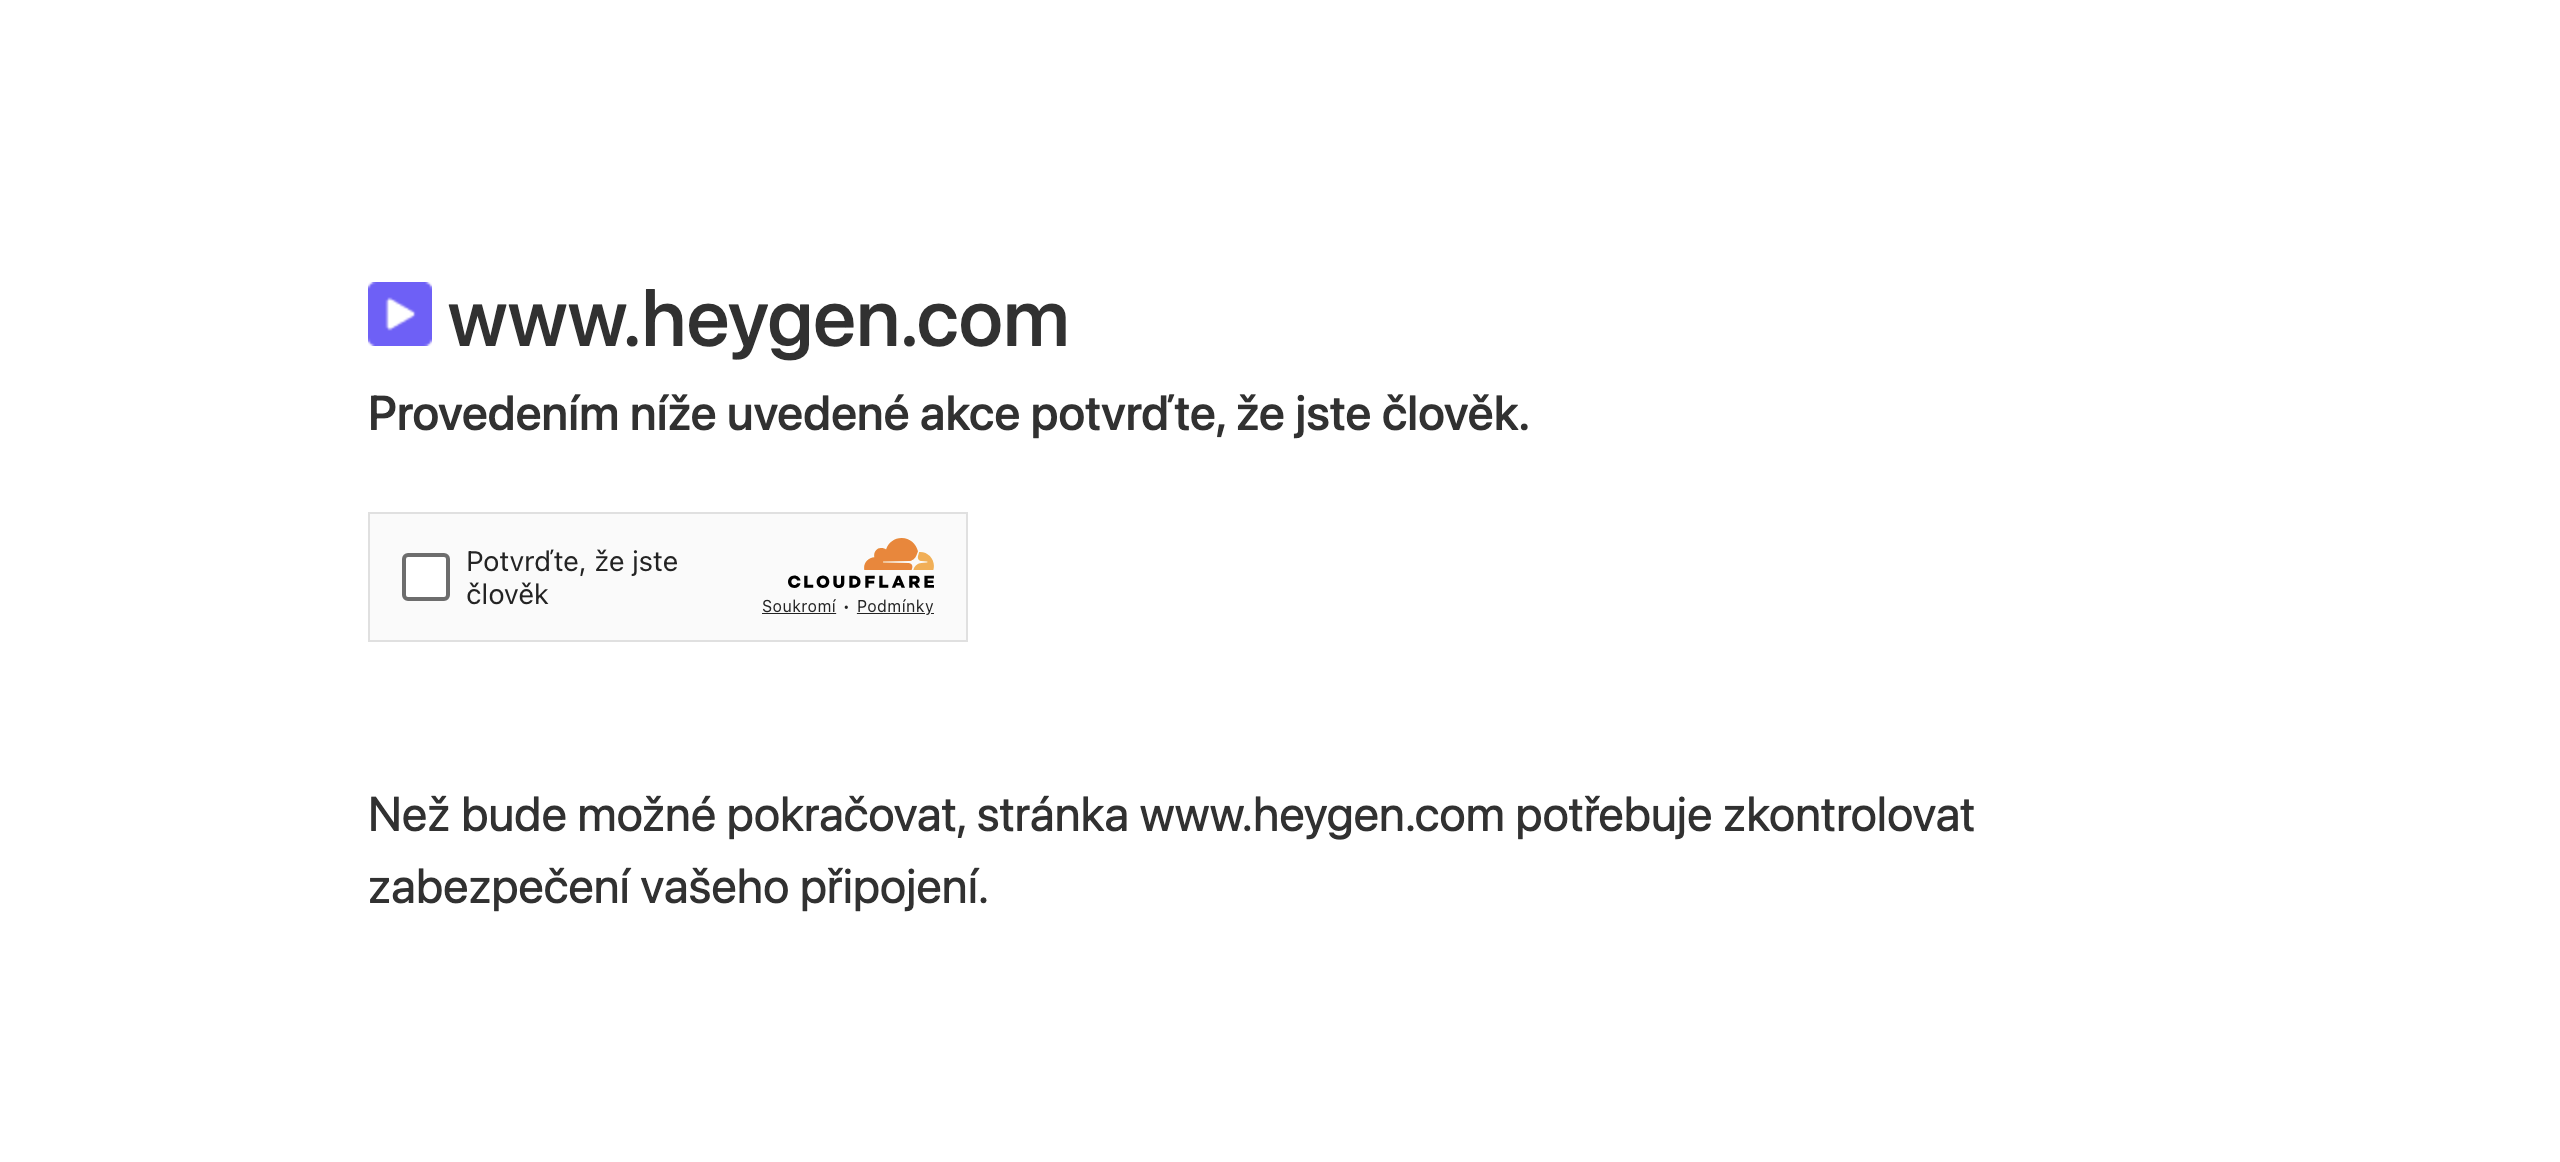 www.heygen.com
Provedením níže uvedené akce potvrďte, že jste člověk.
Potvrďte, že jste
člověk
CLOUDFLARE
Soukromí • Podmínky
Než bude možné pokračovat, stránka www.heygen.com potřebuje zkontrolovat
zabezpečení vašeho připojení.